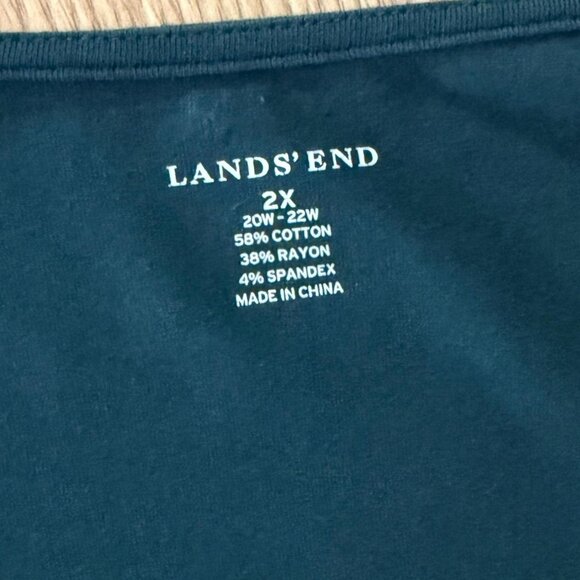 LANDS' END
2X
20W - 22W
58% COTTON
38% RAYON
4% SPANDEX
MADE IN CHINA